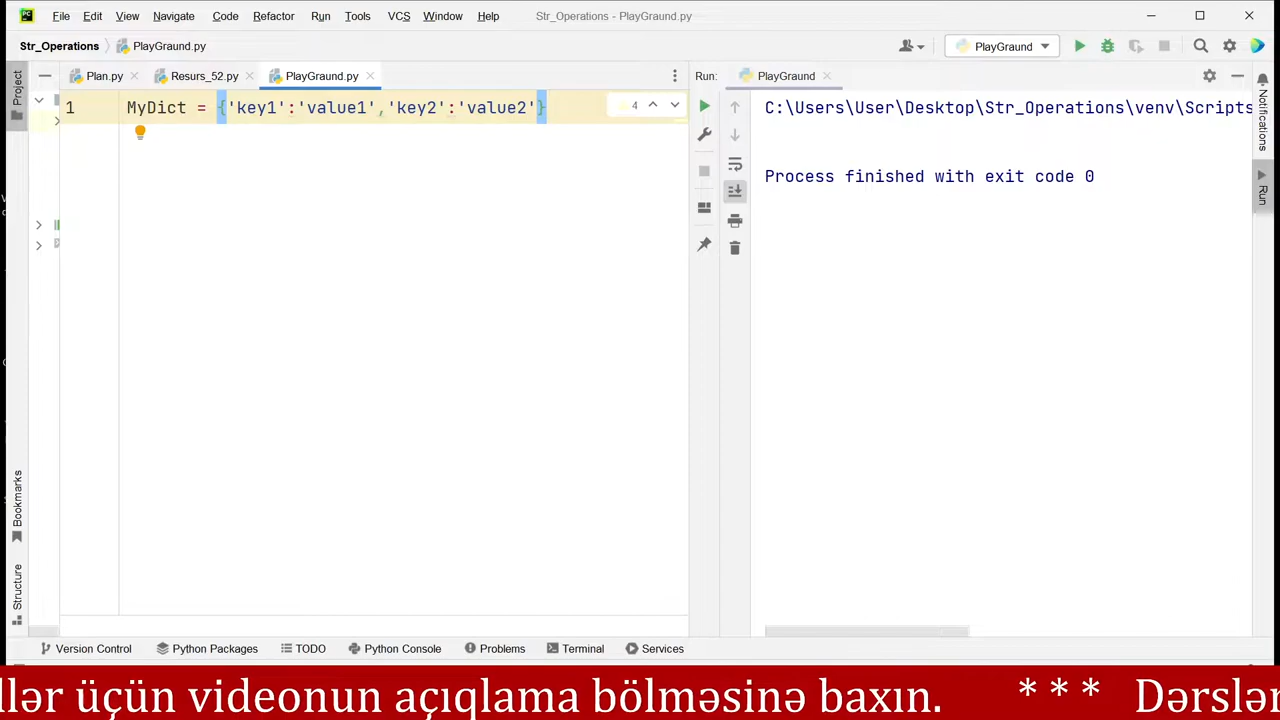 File Edit View Navigate Code Refactor Run Tools VCS Window Help Str_Operations - PlayGraund.py
Str_Operations PlayGraund.py PlayGraund
Project
Plan.py Resurs_52.py PlayGraund.py Run: PlayGraund
1 MyDict = {'key1':'value1','key2':'value2'} 4
C:\Users\User\Desktop\Str_Operations\venv\Scripts
Process finished with exit code 0
Notifications
Run
Bookmarks
Structure
Version Control Python Packages TODO Python Console Problems Terminal Services
üçün videonun açıqlama bölməsinə baxın. * * *